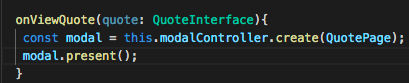 onViewQuote(quote: QuoteInterface){
const modal = this.modalController.create(QuotePage);
modal.present();
}